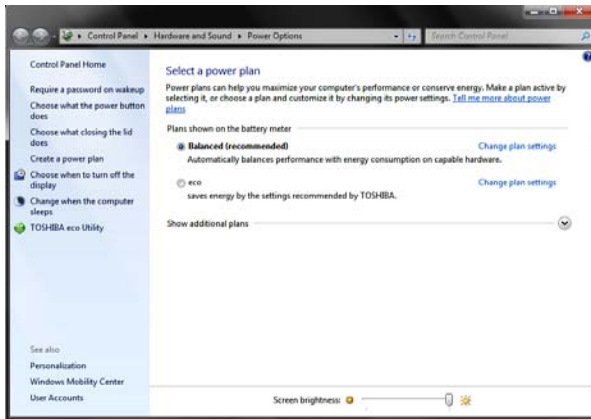 Control Panel ▸ Hardware and Sound ▸ Power Options
Search Control Panel
Control Panel Home
Require a password on wakeup
Choose what the power button
does
Choose what closing the lid
does
Create a power plan
Choose when to turn off the
display
Change when the computer
sleeps
TOSHIBA eco Utility
See also
Personalization
Windows Mobility Center
User Accounts
Select a power plan
Power plans can help you maximize your computer's performance or conserve energy. Make a plan active by
selecting it, or choose a plan and customize it by changing its power settings. Tell me more about power
plans
Plans shown on the battery meter
Balanced (recommended) Change plan settings
Automatically balances performance with energy consumption on capable hardware.
eco Change plan settings
saves energy by the settings recommended by TOSHIBA.
Show additional plans
Screen brightness: